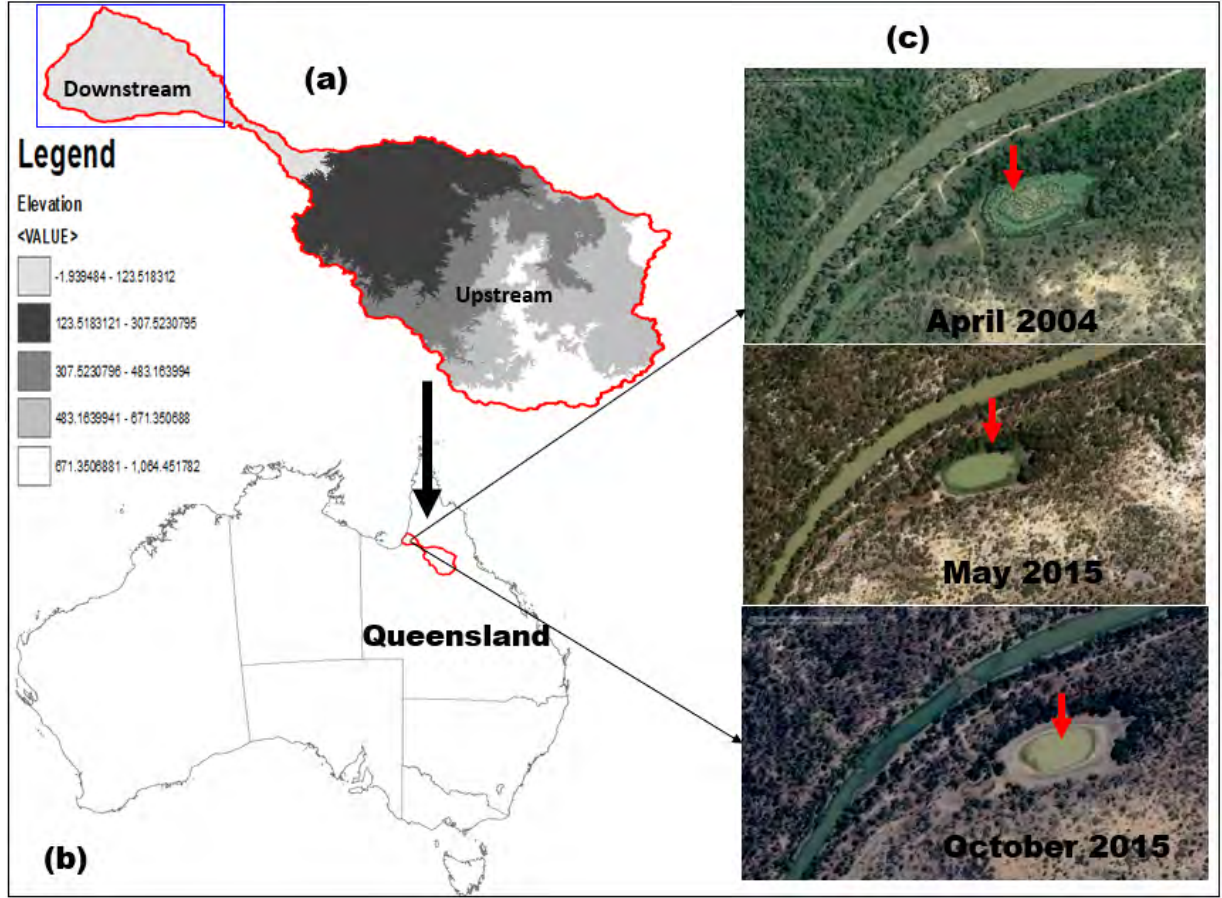 (a)
(c)
Downstream
Legend
Elevation
<VALUE>
-1.939484 - 123.518312
123.5183121 - 307.5230795
307.5230796 - 483.163994
483.1639941 - 671.350688
671.3506881 - 1,064.451782
Upstream
April 2004
May 2015
October 2015
Queensland
(b)